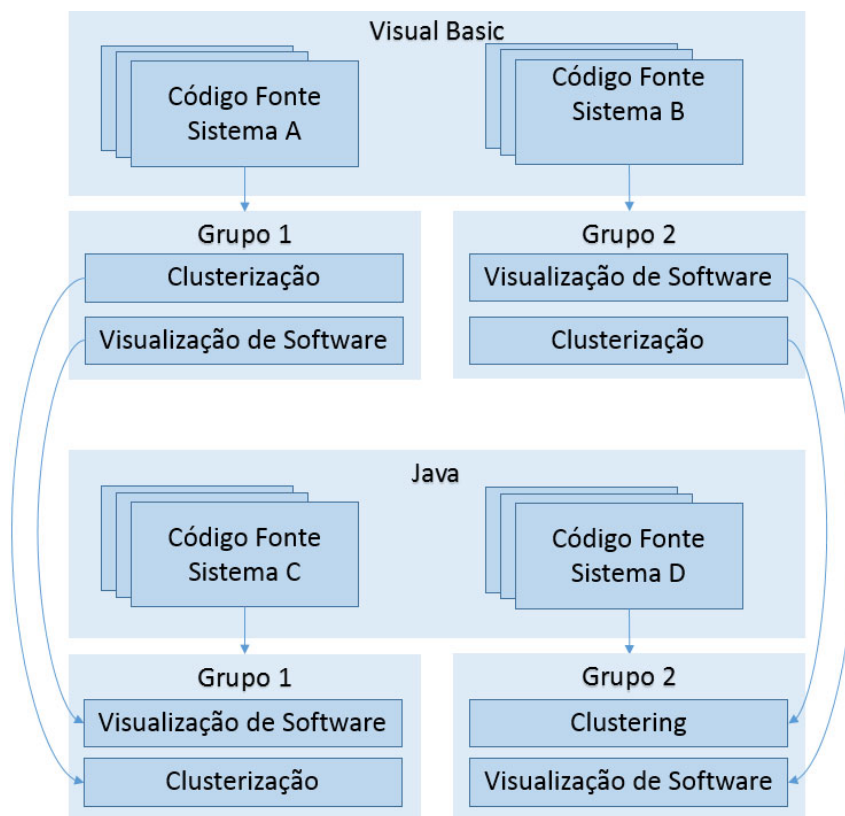 Visual Basic
Código Fonte
Sistema A
Código Fonte
Sistema B
Grupo 1
Clusterização
Visualização de Software
Grupo 2
Visualização de Software
Clusterização
Java
Código Fonte
Sistema C
Código Fonte
Sistema D
Grupo 1
Visualização de Software
Clusterização
Grupo 2
Clustering
Visualização de Software